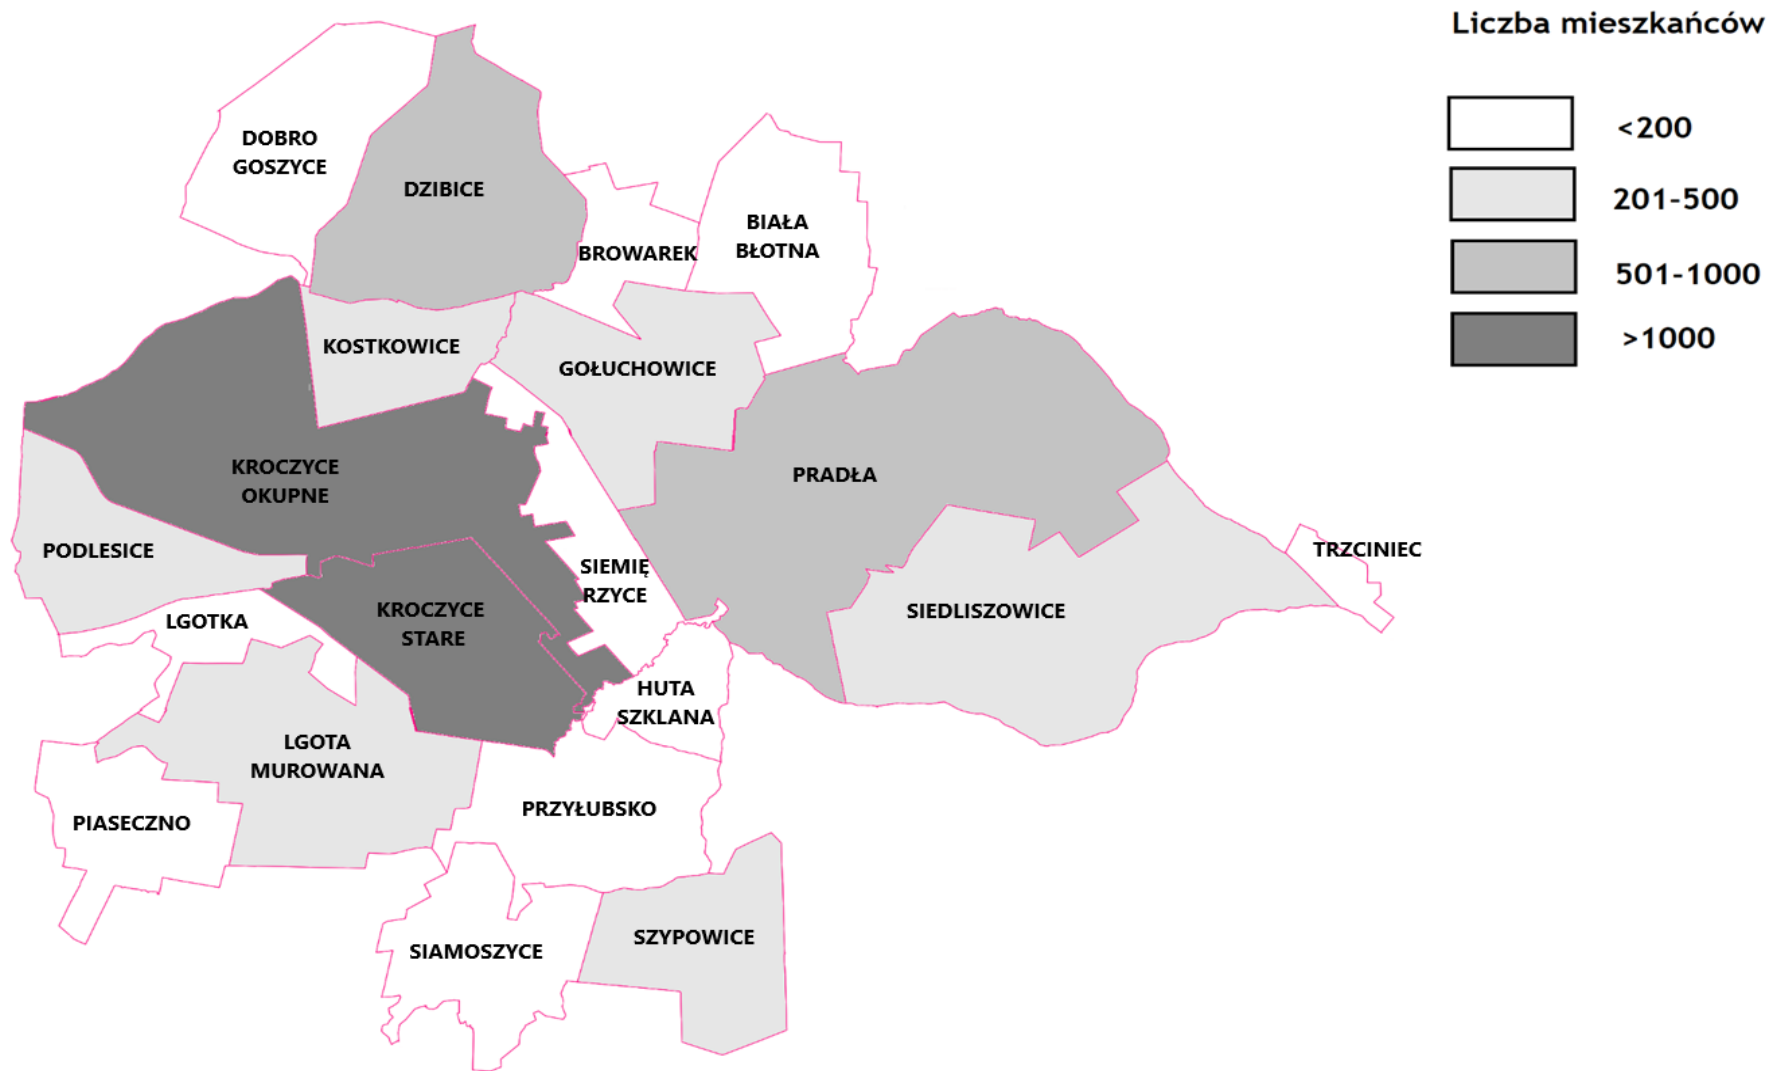 Liczba mieszkańców
<200
201-500
501-1000
>1000
DOBRO
GOSZYCE
DZIBICE
BROWAREK
BIAŁA
BŁOTNA
KOSTKOWICE
GOŁUCHOWICE
KROCZYCE
OKUPNE
PRADŁA
PODLESICE
SIEMIĘ
RZYCE
TRZCINIEC
KROCZYCE
STARE
SIEDLISZOWICE
LGOTKA
HUTA
SZKLANA
LGOTA
MUROWANA
PRZYŁUBSKO
PIASECZNO
SIAMOSZYCE
SZYPOWICE